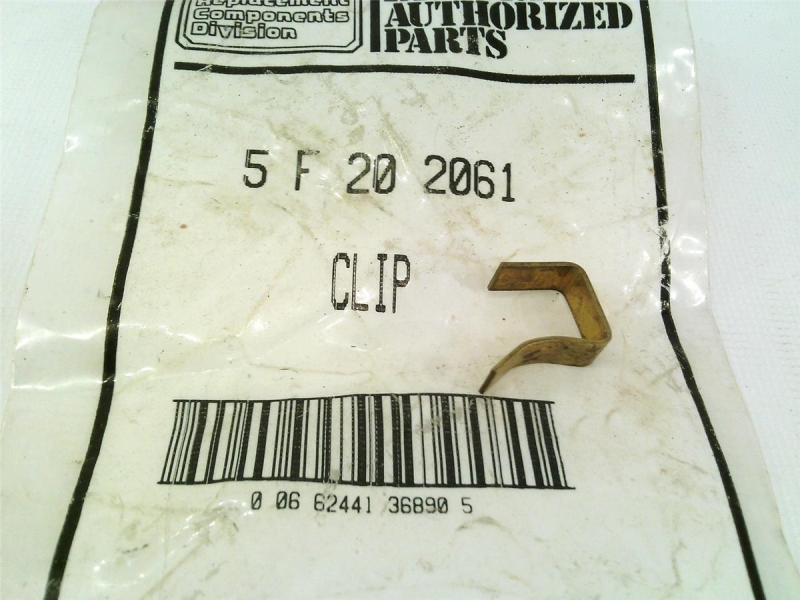 Replacement
Components
Division
AUTHORIZED
PARTS
5 F 20 2061
CLIP
0 06 62441 36890 5